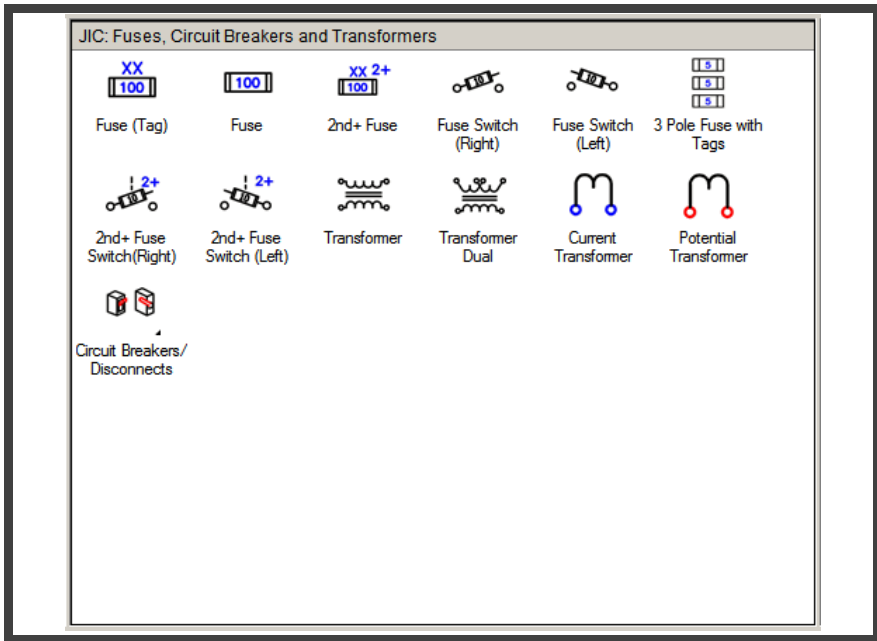 JIC: Fuses, Circuit Breakers and Transformers
XX
100
100
XX 2+
100
10
10
5
5
5
Fuse (Tag)
Fuse
2nd+ Fuse
Fuse Switch
(Right)
Fuse Switch
(Left)
3 Pole Fuse with
Tags
2+
10
2+
10
2nd+ Fuse
Switch(Right)
2nd+ Fuse
Switch (Left)
Transformer
Transformer
Dual
Current
Transformer
Potential
Transformer
Circuit Breakers/
Disconnects